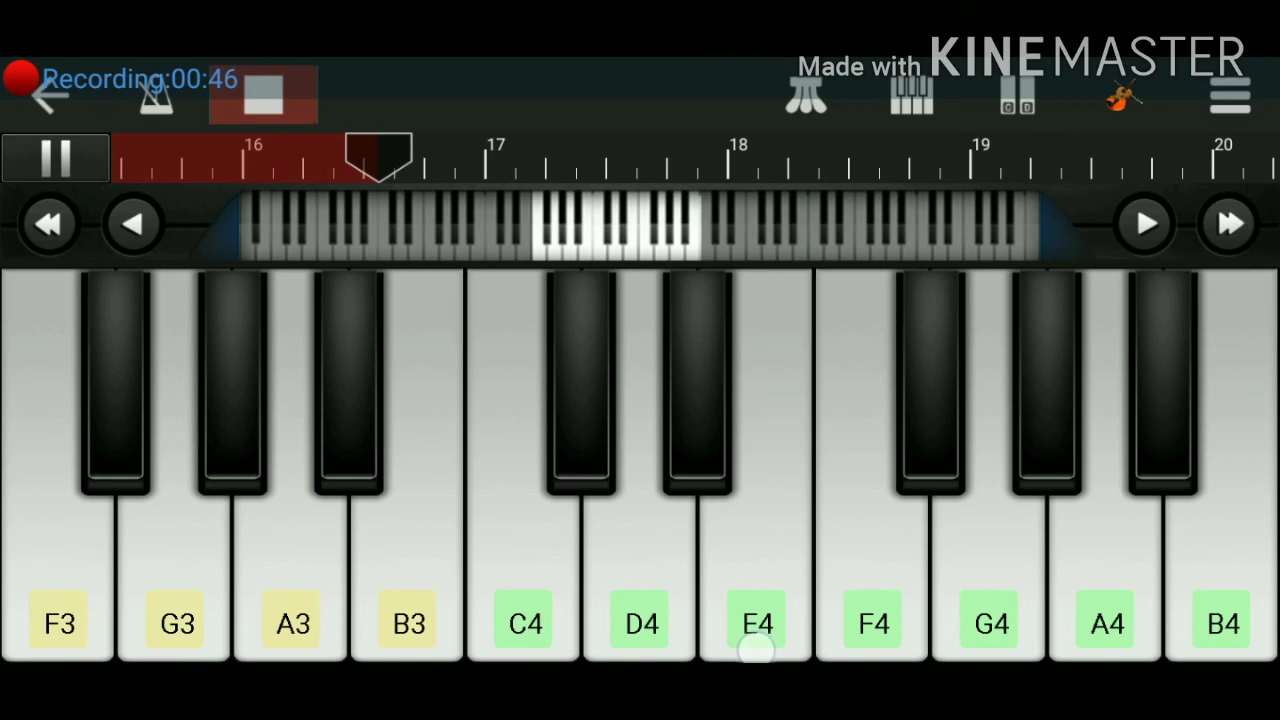 Made with KINEMASTER
Recording:00:46
16 17 18 19 20
C D
F3 G3 A3 B3 C4 D4 E4 F4 G4 A4 B4